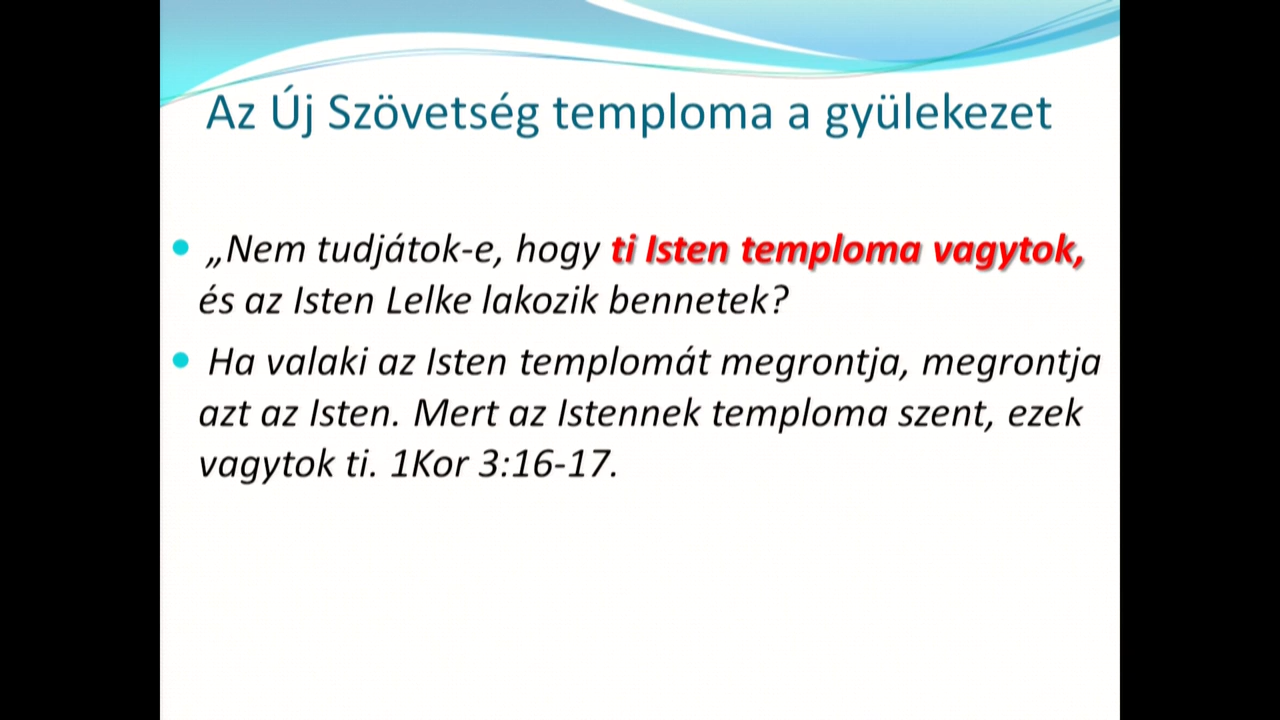 Az Új Szövetség temploma a gyülekezet
„Nem tudjátok-e, hogy ti Isten temploma vagytok,
és az Isten Lelke lakozik bennetek?
Ha valaki az Isten templomát megrontja, megrontja
azt az Isten. Mert az Istennek temploma szent, ezek
vagytok ti. 1Kor 3:16-17.